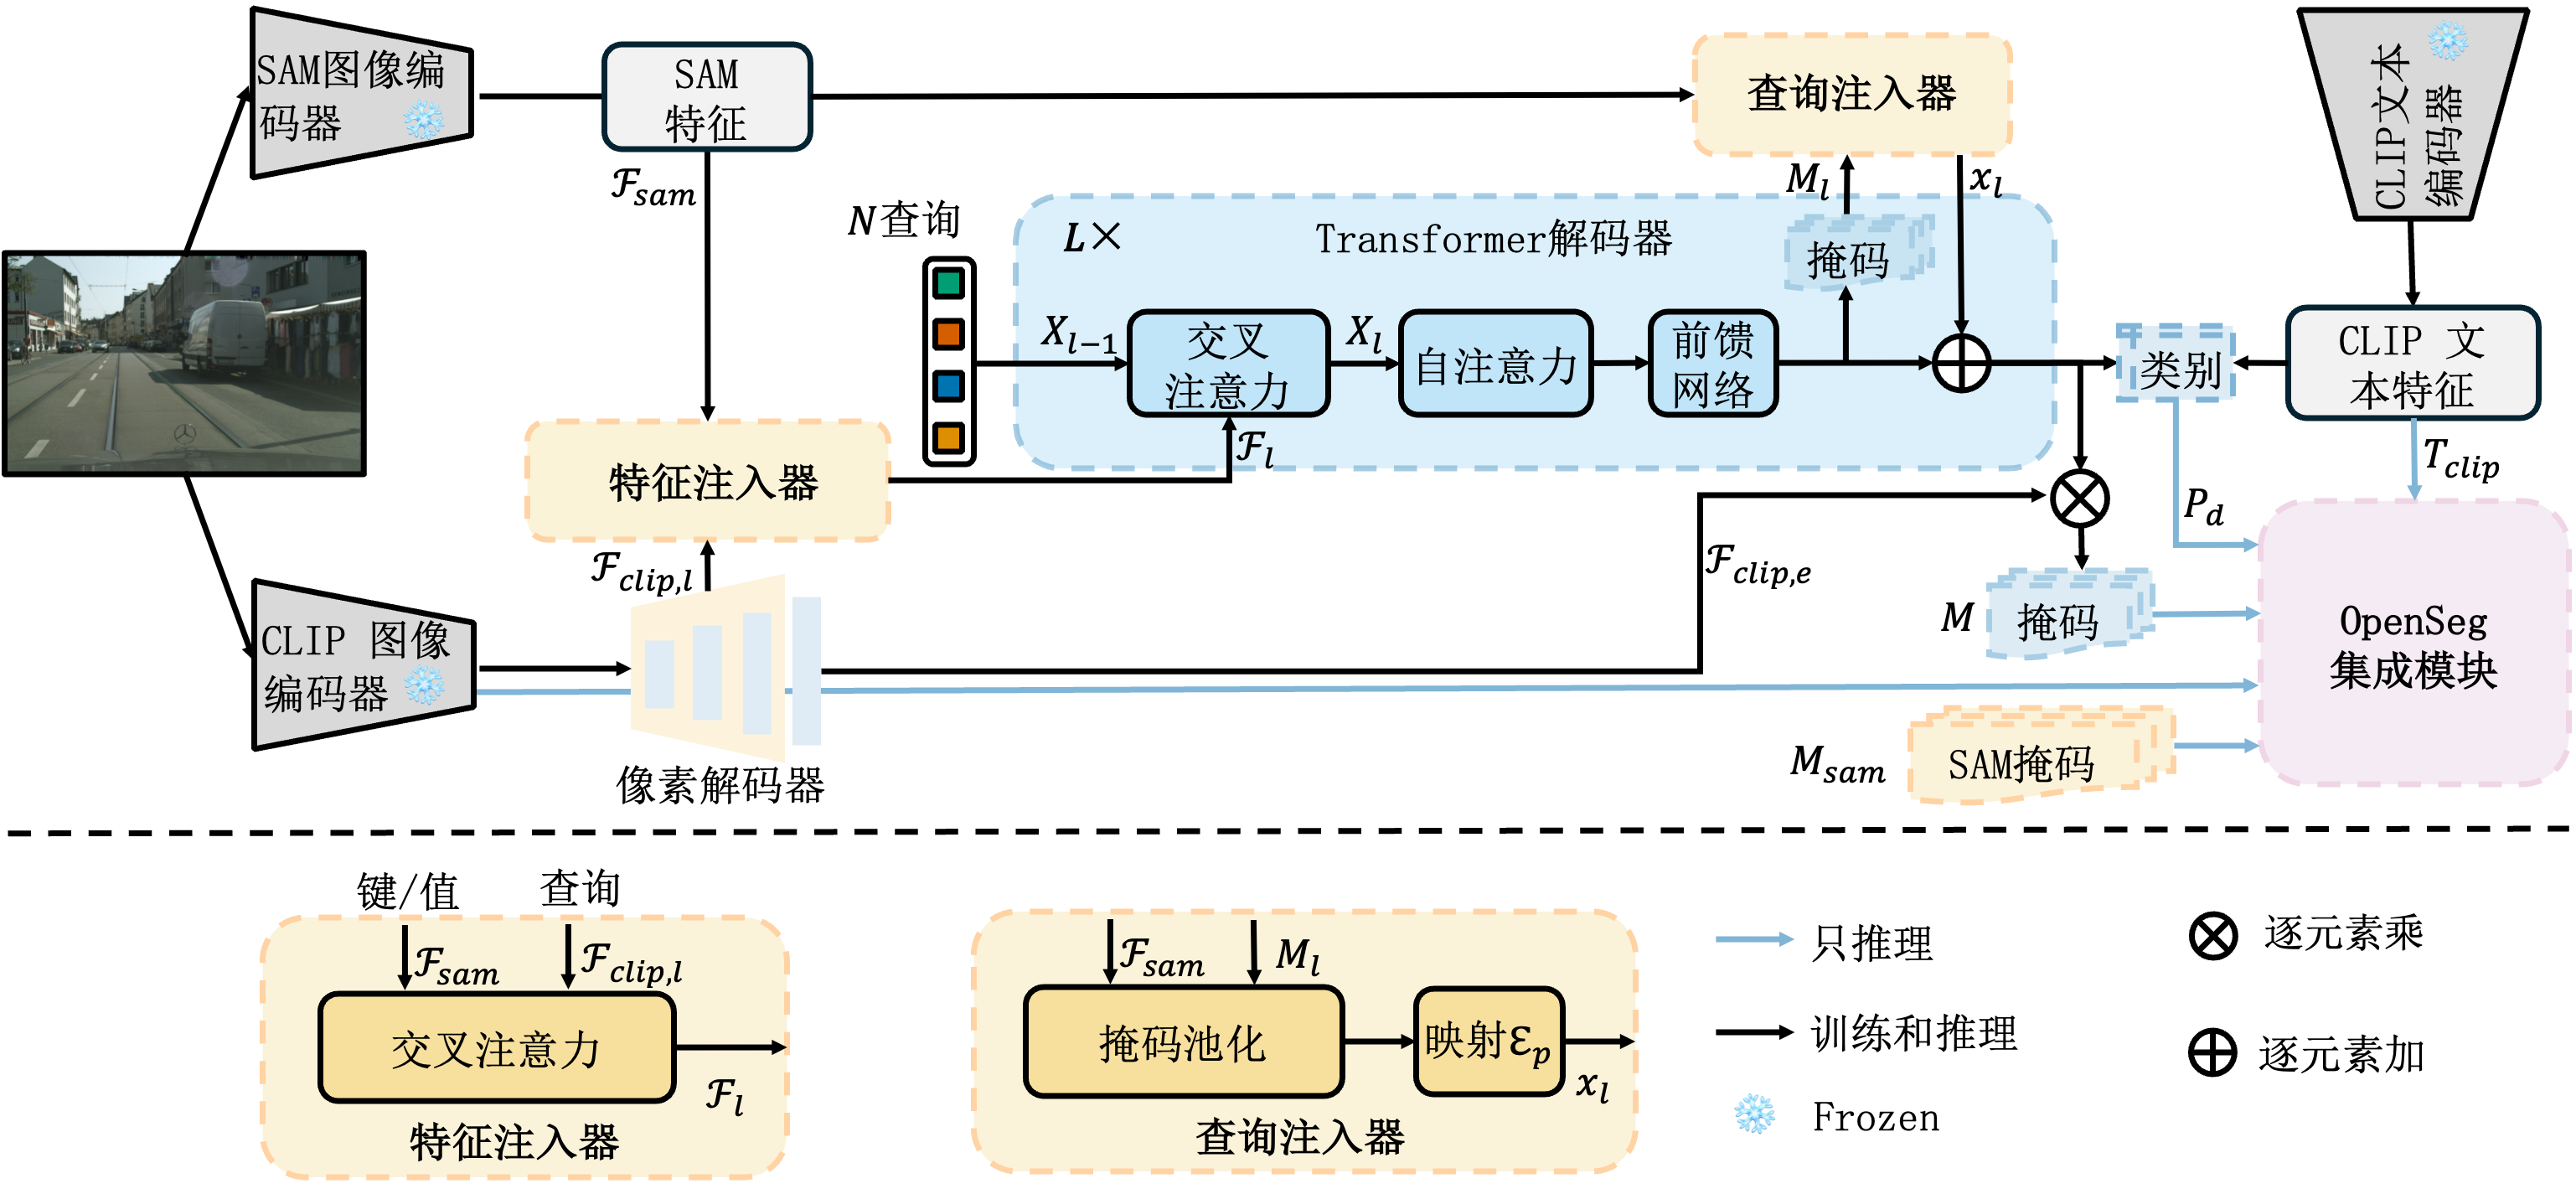 SAM图像编
码器
SAM
特征
查询注入器
CLIP文本
编码器
ℱsam
Ml
xl
N查询
L×
Transformer解码器
掩码
Xl−1
交叉
注意力
Xl
自注意力
前馈
网络
类别
CLIP 文
本特征
ℱl
Tclip
特征注入器
Pd
ℱclip,l
ℱclip,e
CLIP 图像
编码器
M
掩码
OpenSeg
集成模块
Msam
SAM掩码
像素解码器
键/值
查询
ℱsam
ℱclip,l
交叉注意力
ℱl
特征注入器
ℱsam
Ml
掩码池化
映射Ɛp
xl
查询注入器
只推理
逐元素乘
训练和推理
逐元素加
Frozen